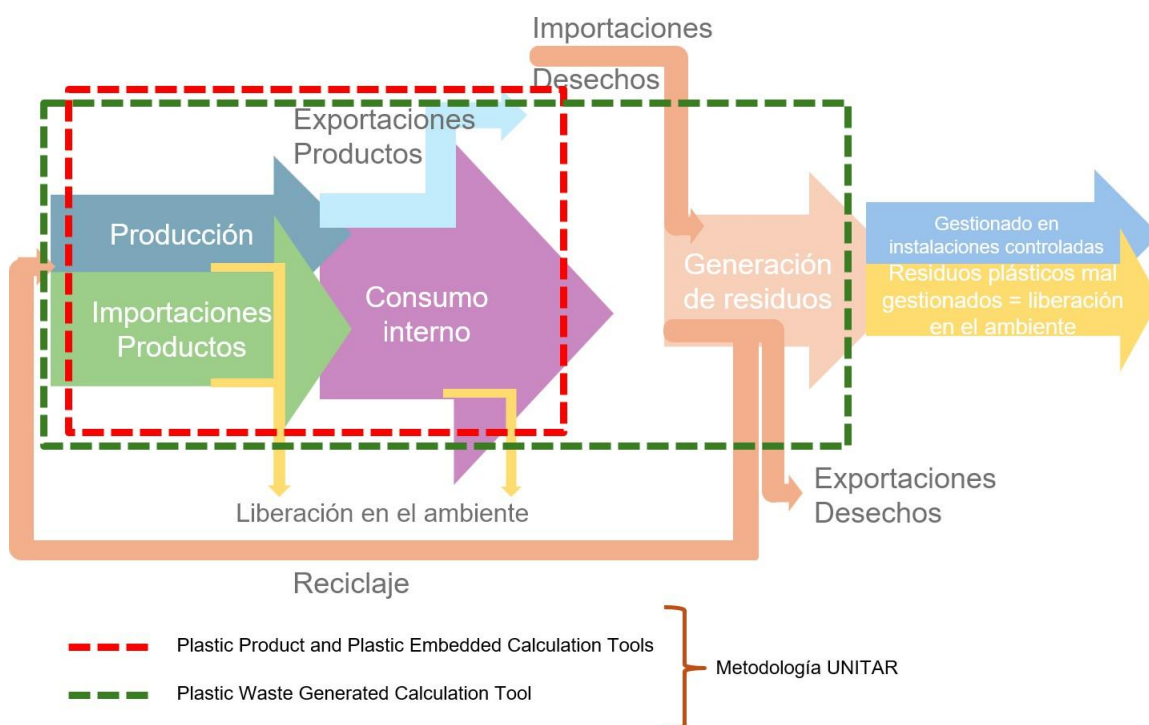 Importaciones
Desechos
Exportaciones
Productos
Producción
Importaciones
Productos
Consumo
interno
Generación
de residuos
Gestionado en
instalaciones controladas
Residuos plásticos mal
gestionados = liberación
en el ambiente
Exportaciones
Desechos
Liberación en el ambiente
Reciclaje
Plastic Product and Plastic Embedded Calculation Tools
Plastic Waste Generated Calculation Tool
Metodología UNITAR